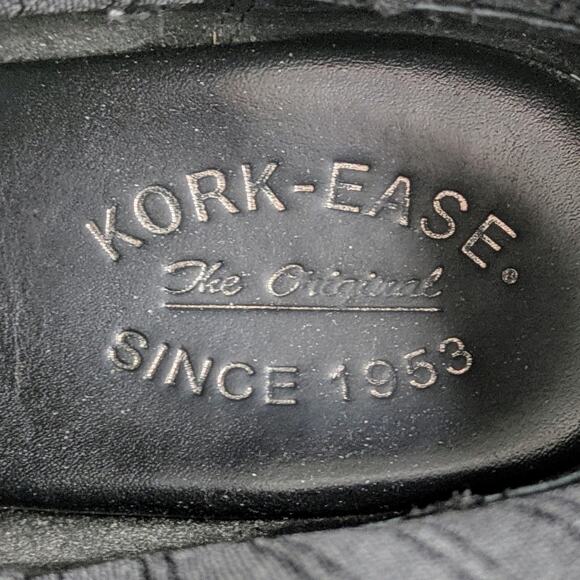 KORK-EASE®
The Original
SINCE 1953